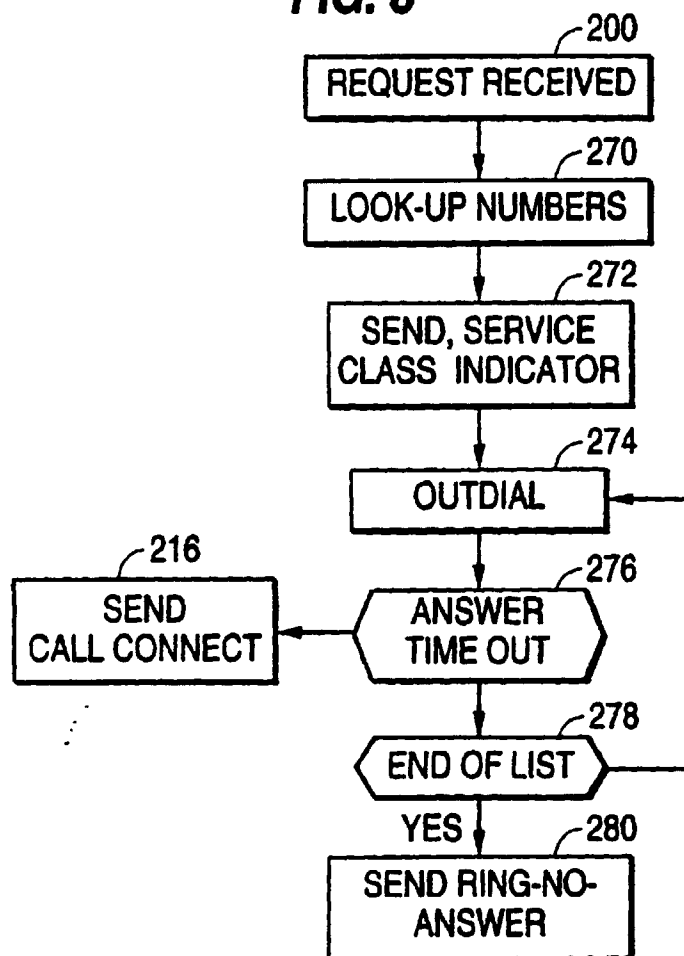 200
REQUEST RECEIVED
270
LOOK-UP NUMBERS
272
SEND, SERVICE
CLASS INDICATOR
274
OUTDIAL
216
SEND
CALL CONNECT
276
ANSWER
TIME OUT
278
END OF LIST
YES
280
SEND RING-NO-
ANSWER